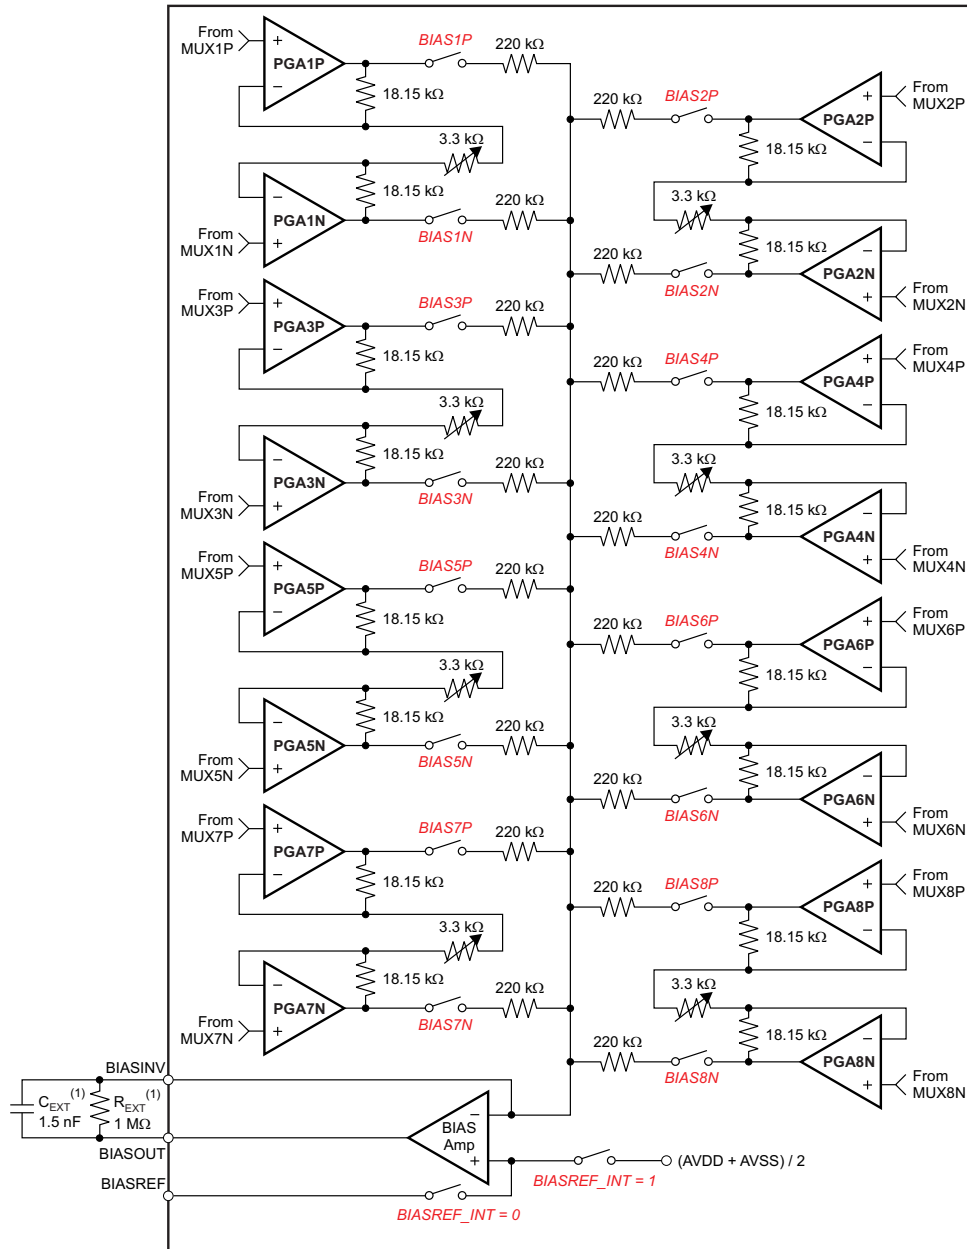 From
MUX1P
+
PGA1P
−
BIAS1P
220 kΩ
18.15 kΩ
3.3 kΩ
−
PGA1N
+
18.15 kΩ
220 kΩ
BIAS1N
From
MUX1N
From
MUX3P
+
PGA3P
−
BIAS3P
220 kΩ
18.15 kΩ
3.3 kΩ
−
PGA3N
+
18.15 kΩ
220 kΩ
BIAS3N
From
MUX3N
From
MUX5P
+
PGA5P
−
BIAS5P
220 kΩ
18.15 kΩ
3.3 kΩ
−
PGA5N
+
18.15 kΩ
220 kΩ
BIAS5N
From
MUX5N
From
MUX7P
+
PGA7P
−
BIAS7P
220 kΩ
18.15 kΩ
3.3 kΩ
−
PGA7N
+
18.15 kΩ
220 kΩ
BIAS7N
From
MUX7N
220 kΩ
BIAS2P
+
PGA2P
−
From
MUX2P
18.15 kΩ
3.3 kΩ
−
PGA2N
+
18.15 kΩ
220 kΩ
BIAS2N
From
MUX2N
220 kΩ
BIAS4P
+
PGA4P
−
From
MUX4P
18.15 kΩ
3.3 kΩ
−
PGA4N
+
18.15 kΩ
220 kΩ
BIAS4N
From
MUX4N
220 kΩ
BIAS6P
+
PGA6P
−
From
MUX6P
18.15 kΩ
3.3 kΩ
−
PGA6N
+
18.15 kΩ
220 kΩ
BIAS6N
From
MUX6N
220 kΩ
BIAS8P
+
PGA8P
−
From
MUX8P
18.15 kΩ
3.3 kΩ
−
PGA8N
+
18.15 kΩ
220 kΩ
BIAS8N
From
MUX8N
BIASINV
CEXT(1)
1.5 nF
REXT(1)
1 MΩ
BIASOUT
BIASREF
−
BIAS
Amp
+
(AVDD + AVSS) / 2
BIASREF_INT = 1
BIASREF_INT = 0